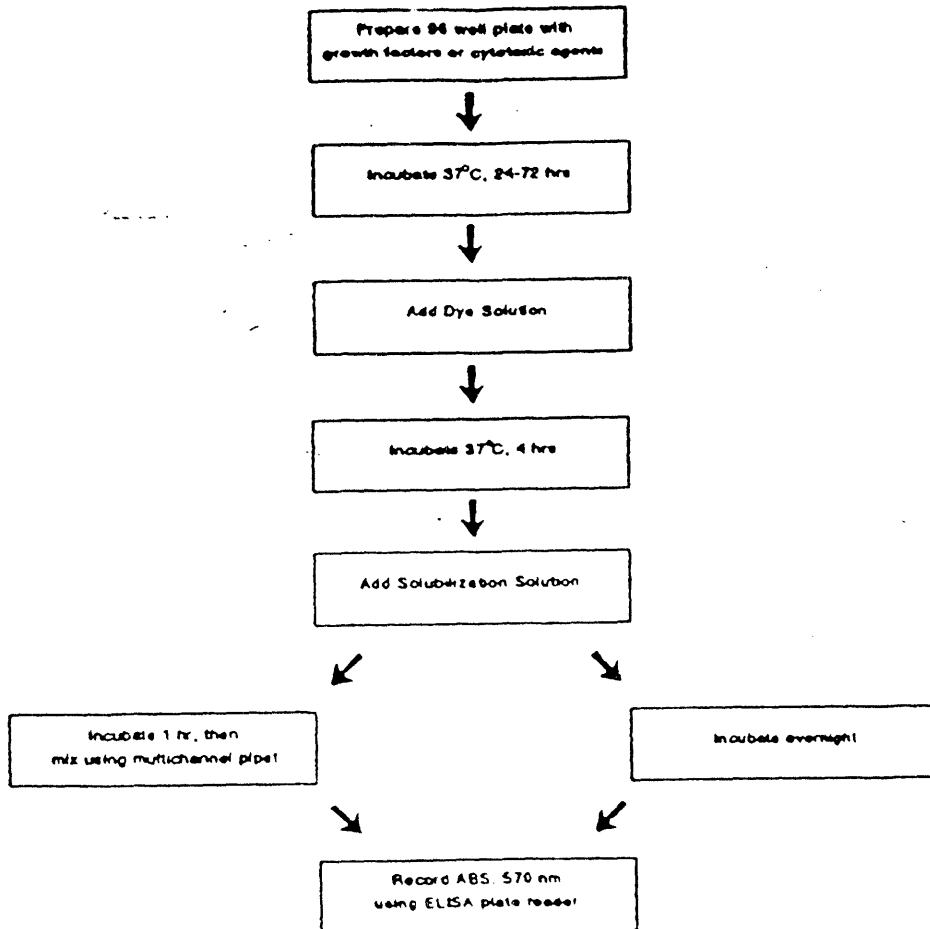 Prepare 96 well plate with
growth factors or cytotoxic agents
Incubate 37°C, 24-72 hrs
Add Dye Solution
Incubate 37°C, 4 hrs
Add Solubilization Solution
Incubate 1 hr, then
mix using multichannel pipet
Incubate overnight
Record ABS. 570 nm
using ELISA plate reader